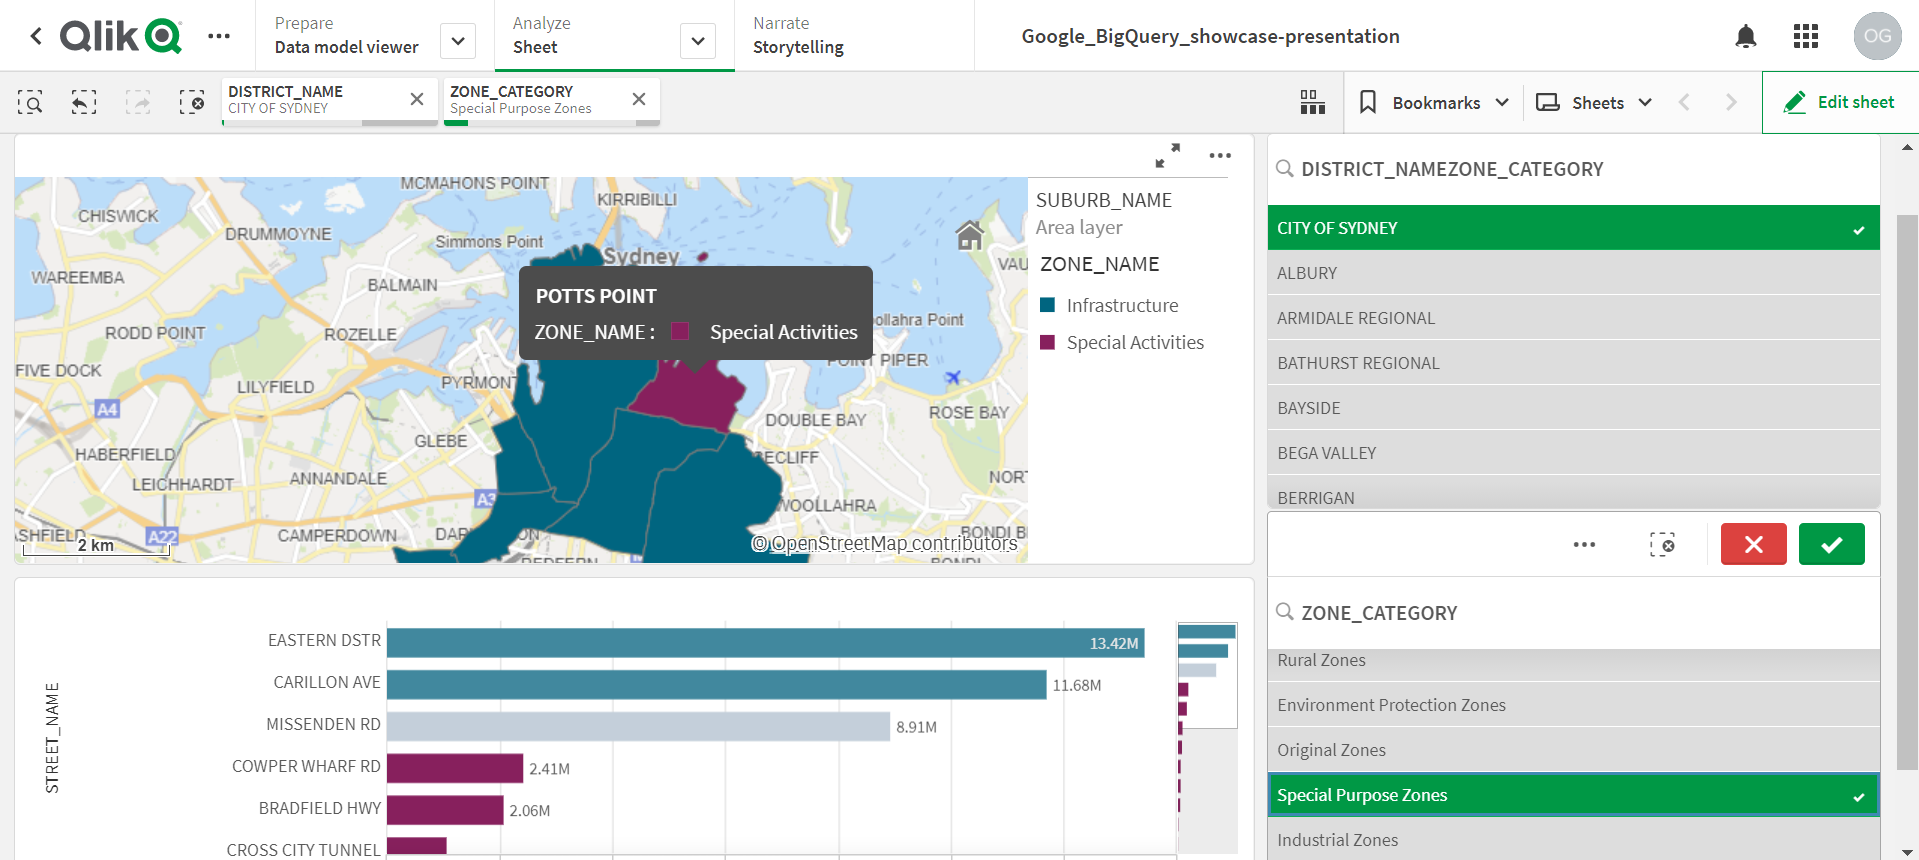 Qlik
Prepare
Data model viewer
Analyze
Sheet
Narrate
Storytelling
Google_BigQuery_showcase-presentation
OG
DISTRICT_NAME
CITY OF SYDNEY
ZONE_CATEGORY
Special Purpose Zones
Bookmarks
Sheets
Edit sheet
MCMAHONS POINT
KIRRIBILLI
CHISWICK
DRUMMOYNE
Simmons Point
Sydney
WAREEMBA
BALMAIN
VAU
RODD POINT
ROZELLE
ollahra Point
FIVE DOCK
POINT PIPER
LILYFIELD
PYRMONT
A4
DOUBLE BAY
ROSE BAY
GLEBE
HABERFIELD
ECLIFF
LEICHHARDT
ANNANDALE
NOR
A3
WOOLLAHRA
SHFIELD
A22
CAMPERDOWN
DAR
ON
BONDI B
2 km
REDFERN
BONDI
© OpenStreetMap contributors
POTTS POINT
ZONE_NAME : Special Activities
SUBURB_NAME
Area layer
ZONE_NAME
Infrastructure
Special Activities
STREET_NAME
EASTERN DSTR 13.42M
CARILLON AVE 11.68M
MISSENDEN RD 8.91M
COWPER WHARF RD 2.41M
BRADFIELD HWY 2.06M
CROSS CITY TUNNEL
DISTRICT_NAMEZONE_CATEGORY
CITY OF SYDNEY
ALBURY
ARMIDALE REGIONAL
BATHURST REGIONAL
BAYSIDE
BEGA VALLEY
BERRIGAN
ZONE_CATEGORY
Rural Zones
Environment Protection Zones
Original Zones
Special Purpose Zones
Industrial Zones